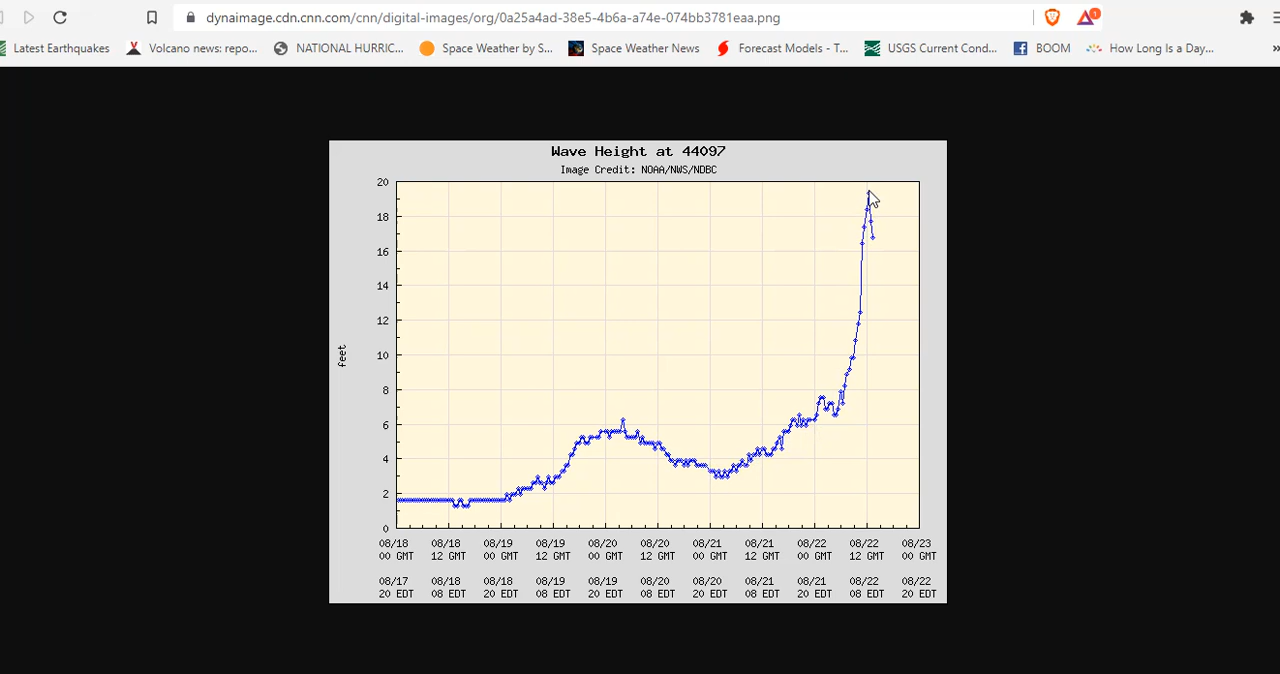 dynaimage.cdn.cnn.com/cnn/digital-images/org/0a25a4ad-38e5-4b6a-a74e-074bb3781eaa.png
1
Latest Earthquakes
Volcano news: repo...
NATIONAL HURRIC...
Space Weather by S...
Space Weather News
Forecast Models - T...
USGS Current Cond...
BOOM
How Long Is a Day...
»
Wave Height at 44097
Image Credit: NOAA/NWS/NDBC
20
18
16
14
12
10
8
6
4
2
0
feet
08/18 08/18 08/19 08/19 08/20 08/20 08/21 08/21 08/22 08/22 08/23
00 GMT 12 GMT 00 GMT 12 GMT 00 GMT 12 GMT 00 GMT 12 GMT 00 GMT 12 GMT 00 GMT
08/17 08/18 08/18 08/19 08/19 08/20 08/20 08/21 08/21 08/22 08/22
20 EDT 08 EDT 20 EDT 08 EDT 20 EDT 08 EDT 20 EDT 08 EDT 20 EDT 08 EDT 20 EDT